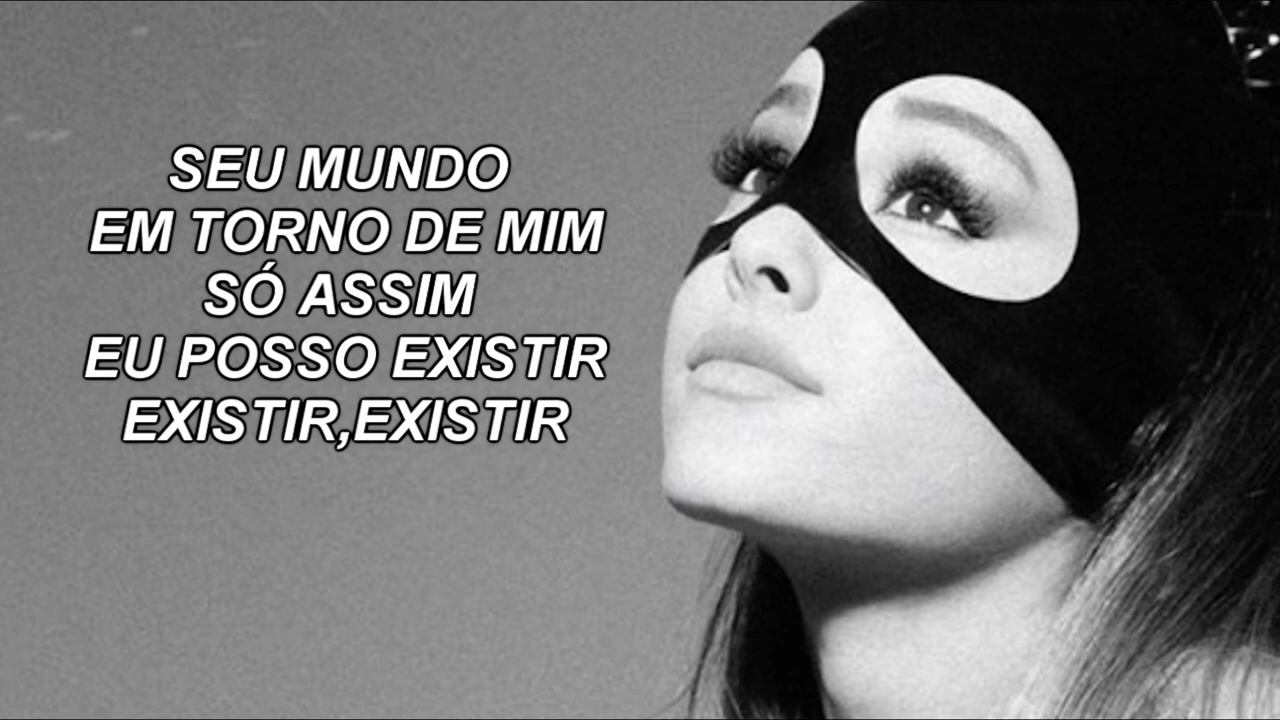 SEU MUNDO
EM TORNO DE MIM
SÓ ASSIM
EU POSSO EXISTIR
EXISTIR,EXISTIR